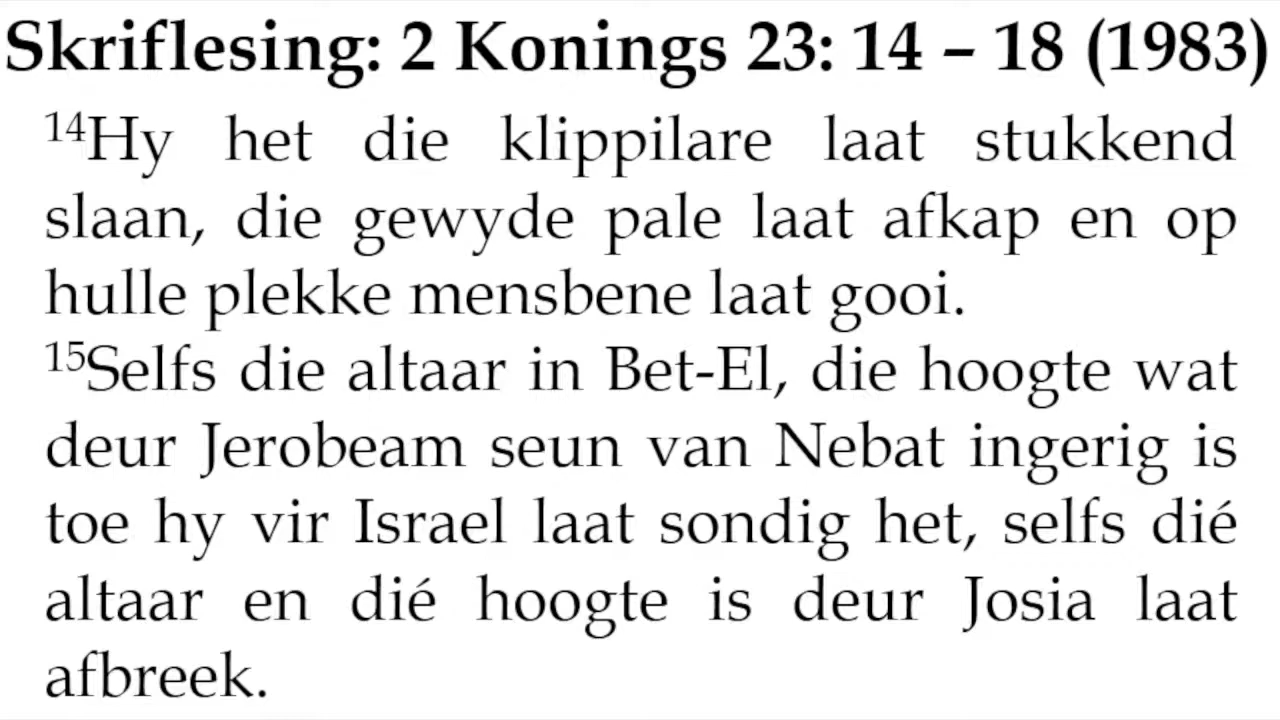 Skriflesing: 2 Konings 23: 14 – 18 (1983)
¹⁴Hy het die klippilare laat stukkend
slaan, die gewyde pale laat afkap en op
hulle plekke mensbene laat gooi.
¹⁵Selfs die altaar in Bet-El, die hoogte wat
deur Jerobeam seun van Nebat ingerig is
toe hy vir Israel laat sondig het, selfs dié
altaar en dié hoogte is deur Josia laat
afbreek.